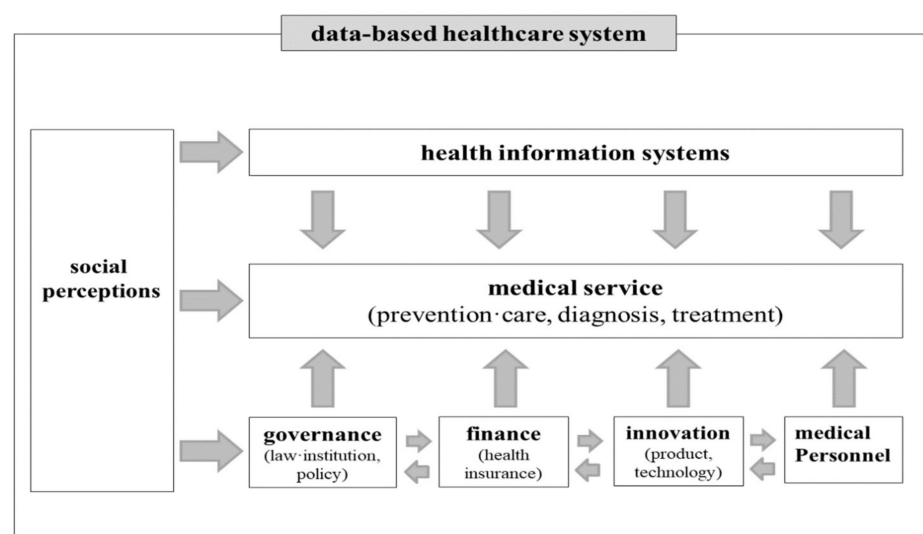 data-based healthcare system
health information systems
social
perceptions
medical service
(prevention·care, diagnosis, treatment)
governance
(law·institution,
policy)
finance
(health
insurance)
innovation
(product,
technology)
medical
Personnel